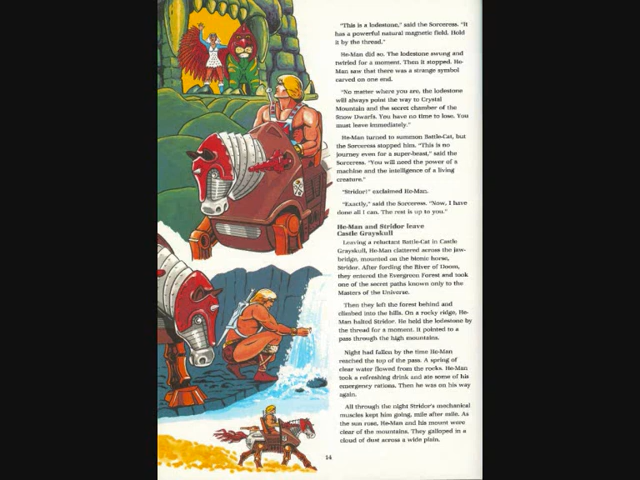 "This is a lodestone," said the Sorceress. "It
has a powerful natural magnetic field. Hold
it by the thread."
He-Man did so. The lodestone swung and
twirled for a moment. Then it stopped. He-
Man saw that there was a strange symbol
carved on one end.
"No matter where you are, the lodestone
will always point the way to Crystal
Mountain and the secret chamber of the
Snow Dwarfs. You have no time to lose. You
must leave immediately."
He-Man turned to summon Battle-Cat, but
the Sorceress stopped him. "This is no
journey even for a super-beast," said the
Sorceress. "You will need the power of a
machine and the intelligence of a living
creature."
"Stridor!" exclaimed He-Man.
"Exactly," said the Sorceress. "Now, I have
done all I can. The rest is up to you."
He-Man and Stridor leave
Castle Grayskull
Leaving a reluctant Battle-Cat in Castle
Grayskull, He-Man clattered across the jaw-
bridge, mounted on the bionic horse,
Stridor. After fording the River of Doom,
they entered the Evergreen Forest and took
one of the secret paths known only to the
Masters of the Universe.
Then they left the forest behind and
climbed into the hills. On a rocky ridge, He-
Man halted Stridor. He held the lodestone by
the thread for a moment. It pointed to a
pass through the high mountains.
Night had fallen by the time He-Man
reached the top of the pass. A spring of
clear water flowed from the rocks. He-Man
took a refreshing drink and ate some of his
emergency rations. Then he was on his way
again.
All through the night Stridor's mechanical
muscles kept him going, mile after mile. As
the sun rose, He-Man and his mount were
clear of the mountains. They galloped in a
cloud of dust across a wide plain.
14